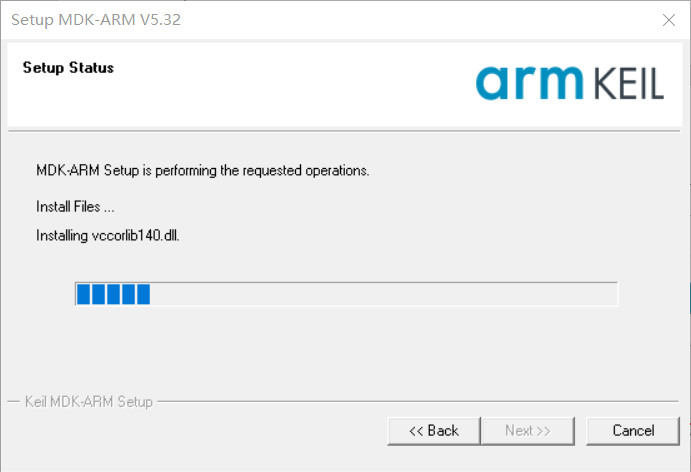 Setup MDK-ARM V5.32
Setup Status
arm KEIL
MDK-ARM Setup is performing the requested operations.
Install Files ...
Installing vccorlib140.dll.
Keil MDK-ARM Setup
<< Back
Next >>
Cancel